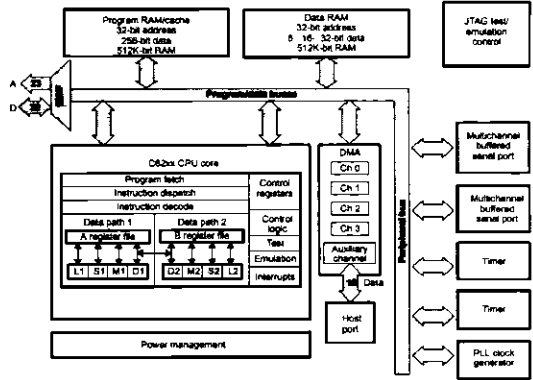 Program RAM/cache
32-bit address
256-bit data
512K-bit RAM
Data RAM
32-bit address
8 16- 32-bit data
512K-bit RAM
JTAG test/
emulation
control
A
23
D
Program/data buses
C62xx CPU core
Program fetch
Instruction dispatch
Instruction decode
Control
registers
Data path 1
A register file
Data path 2
B register file
Control
logic
Test
Emulation
Interrupts
L1 S1 M1 D1
D2 M2 S2 L2
Power management
DMA
Ch 0
Ch 1
Ch 2
Ch 3
Auxiliary
channel
Data
Host
port
Peripheral bus
Multichannel
buffered
serial port
Multichannel
buffered
serial port
Timer
Timer
PLL clock
generator